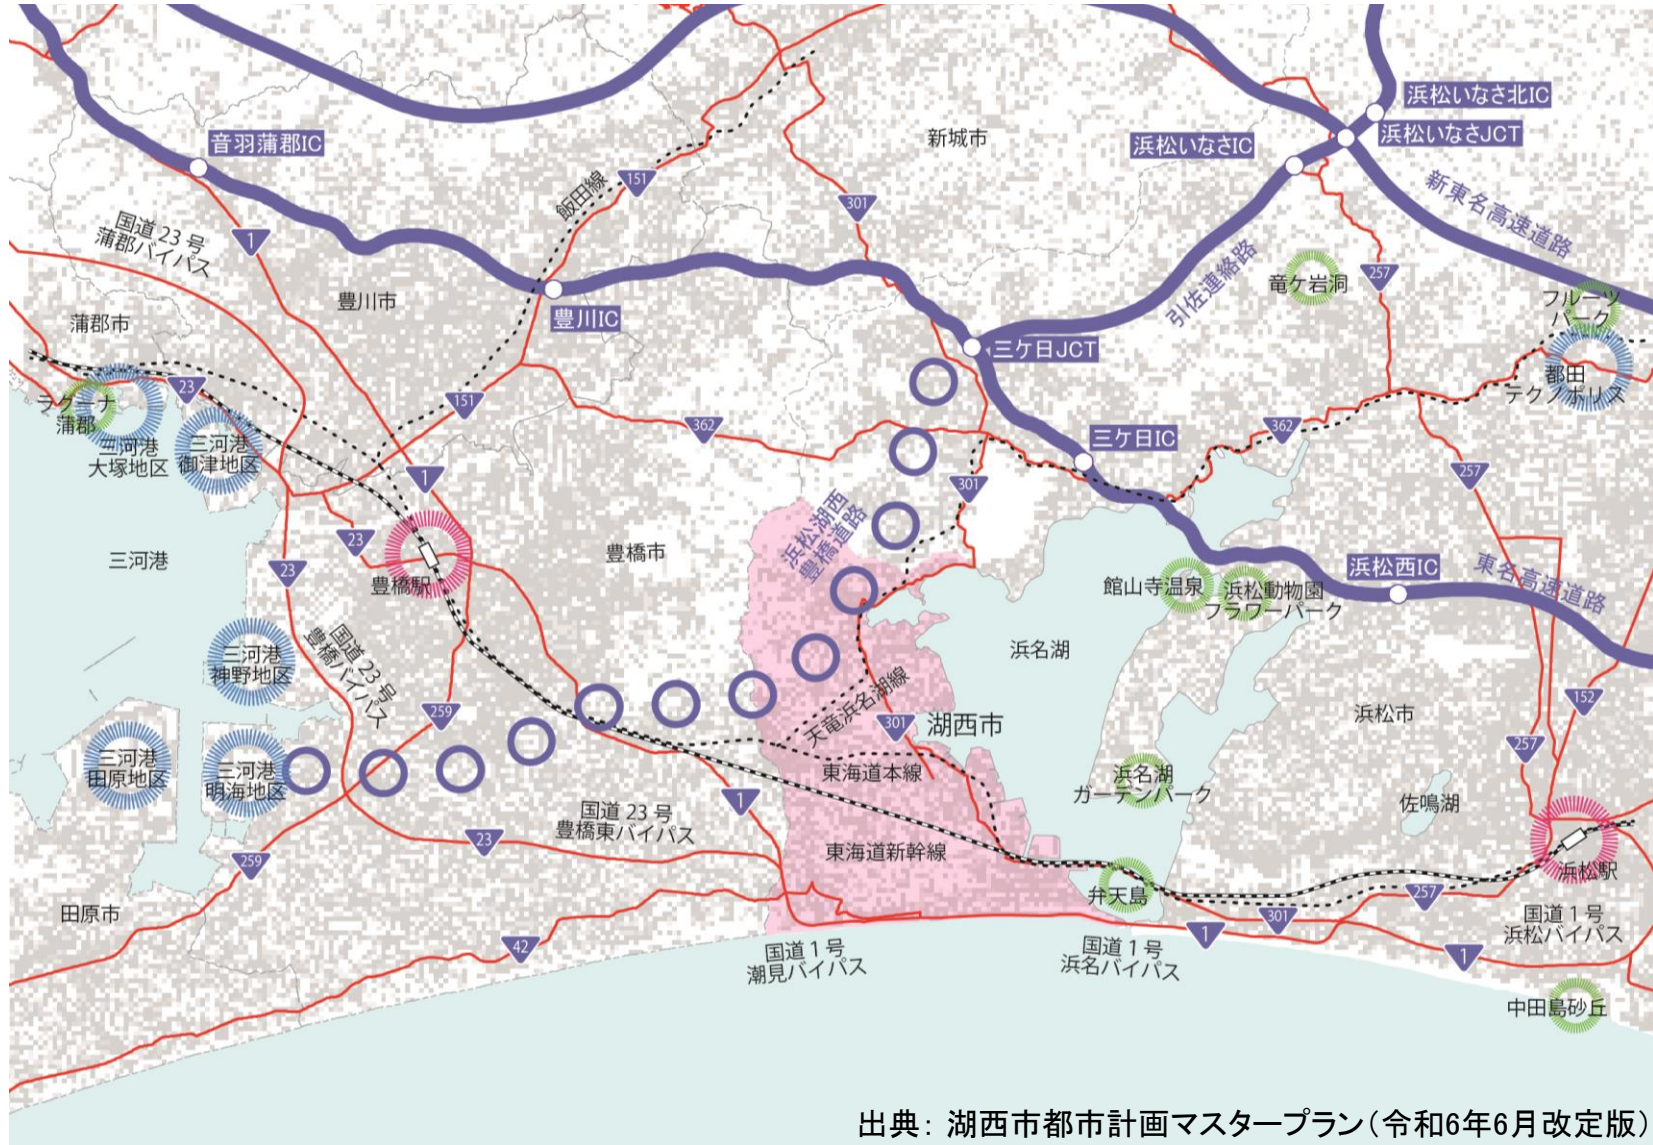 浜松いなさ北IC
音羽蒲郡IC
新城市
浜松いなさIC
浜松いなさJCT
151
飯田線
301
新東名高速道路
国道 23 号
蒲郡バイパス
1
引佐連絡路
竜ケ岩洞
257
豊川市
フルーツ
パーク
蒲郡市
豊川IC
三ケ日JCT
23
151
都田
テクノポリス
ラグーナ
蒲郡
三河港
大塚地区
三河港
御津地区
362
362
三ケ日IC
1
301
257
浜松湖西
豊橋道路
23
三河港
豊橋市
23
豊橋駅
館山寺温泉
浜松動物園
フラワーパーク
浜松西IC
東名高速道路
三河港
神野地区
国道 23 号
豊橋バイパス
浜名湖
天竜浜名湖線
152
259
301
湖西市
浜松市
257
三河港
田原地区
三河港
明海地区
東海道本線
浜名湖
ガーデンパーク
1
国道 23 号
豊橋東バイパス
佐鳴湖
23
259
東海道新幹線
浜松駅
弁天島
257
田原市
301
国道 1 号
浜松バイパス
42
国道 1 号
潮見バイパス
国道 1 号
浜名バイパス
1
1
中田島砂丘
出典：湖西市都市計画マスタープラン（令和6年6月改定版）